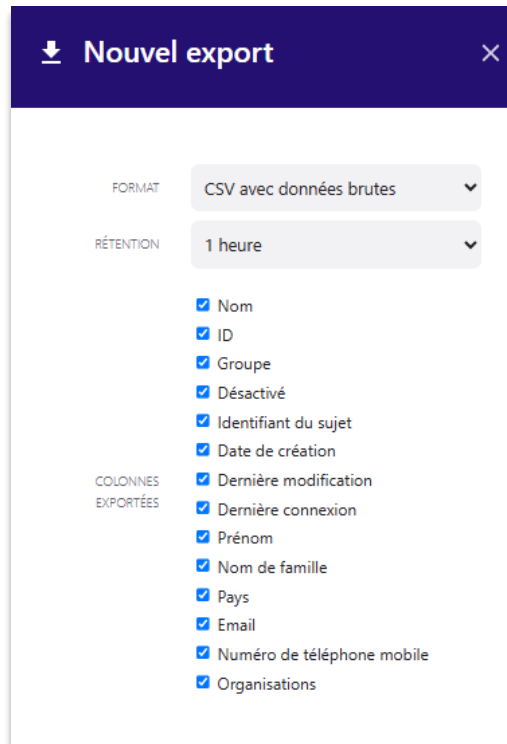 Nouvel export
FORMAT
CSV avec données brutes
RÉTENTION
1 heure
COLONNES
EXPORTÉES
Nom
ID
Groupe
Désactivé
Identifiant du sujet
Date de création
Dernière modification
Dernière connexion
Prénom
Nom de famille
Pays
Email
Numéro de téléphone mobile
Organisations